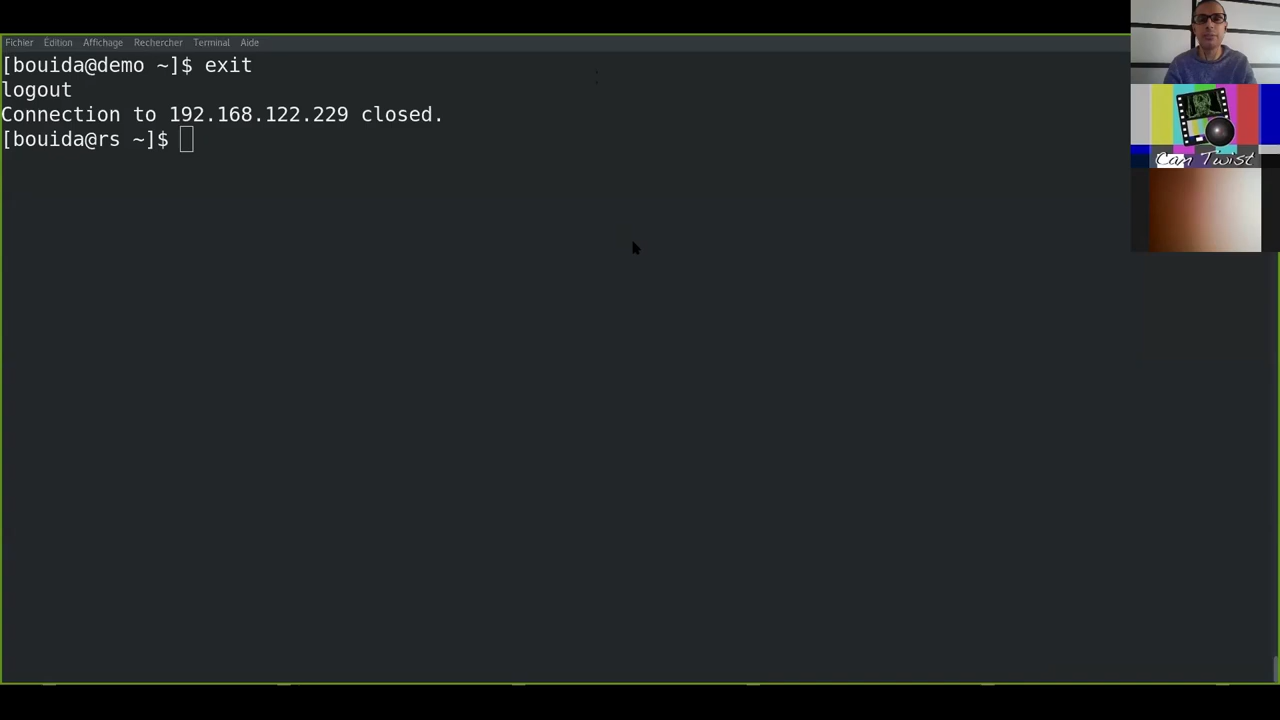 Fichier Édition Affichage Rechercher Terminal Aide
[bouida@demo ~]$ exit
logout
Connection to 192.168.122.229 closed.
[bouida@rs ~]$
Cam Twist